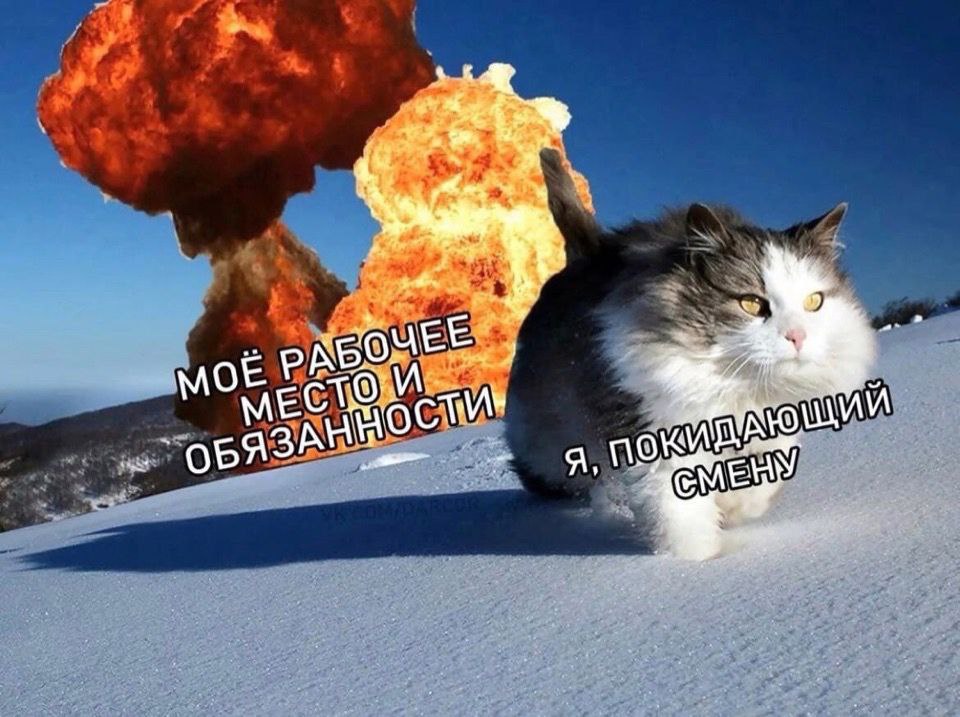 МОЁ РАБОЧЕЕ
МЕСТО И
ОБЯЗАННОСТИ
Я, ПОКИДАЮЩИЙ
СМЕНУ